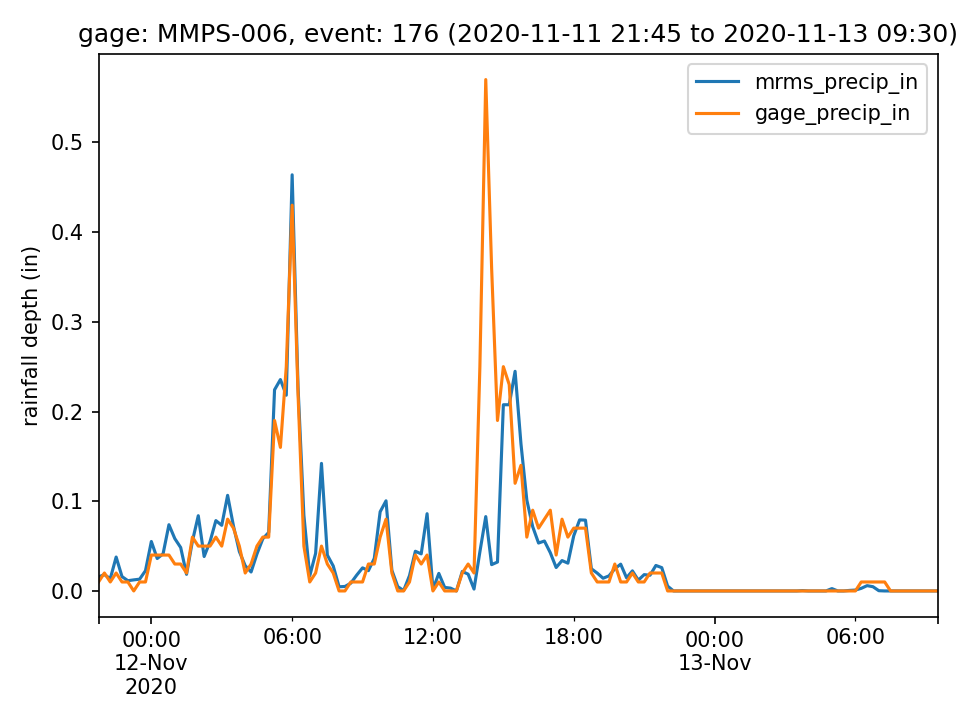 gage: MMPS-006, event: 176 (2020-11-11 21:45 to 2020-11-13 09:30)
mrms_precip_in
gage_precip_in
rainfall depth (in)
0.5
0.4
0.3
0.2
0.1
0.0
00:00 06:00 12:00 18:00 00:00 06:00
12-Nov 13-Nov
2020